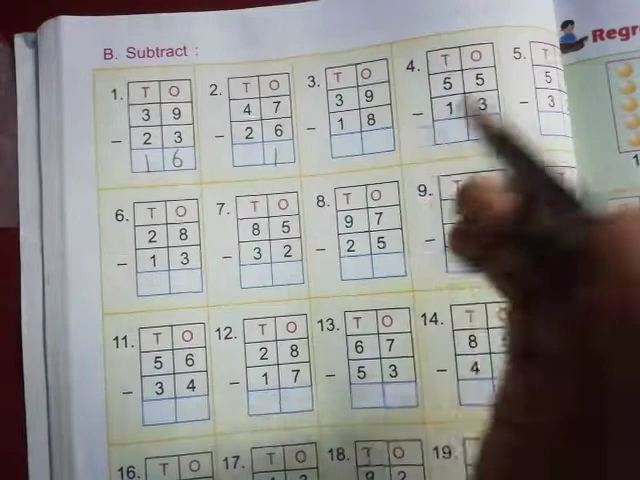 B. Subtract :
Regr
1. T O 2. T O 3. T O 4. T O 5. T
3 9 4 7 3 9 5 5 5
- 2 3 - 2 6 - 1 8 - 1 3 - 3
1 6 1
6. T O 7. T O 8. T O 9.
2 8 8 5 9 7
- 1 3 - 3 2 - 2 5 -
11. T O 12. T O 13. T O 14. T
5 6 2 8 6 7 8
- 3 4 - 1 7 - 5 3 - 4
16. T O 17. T O 18. T O 19.
9 2